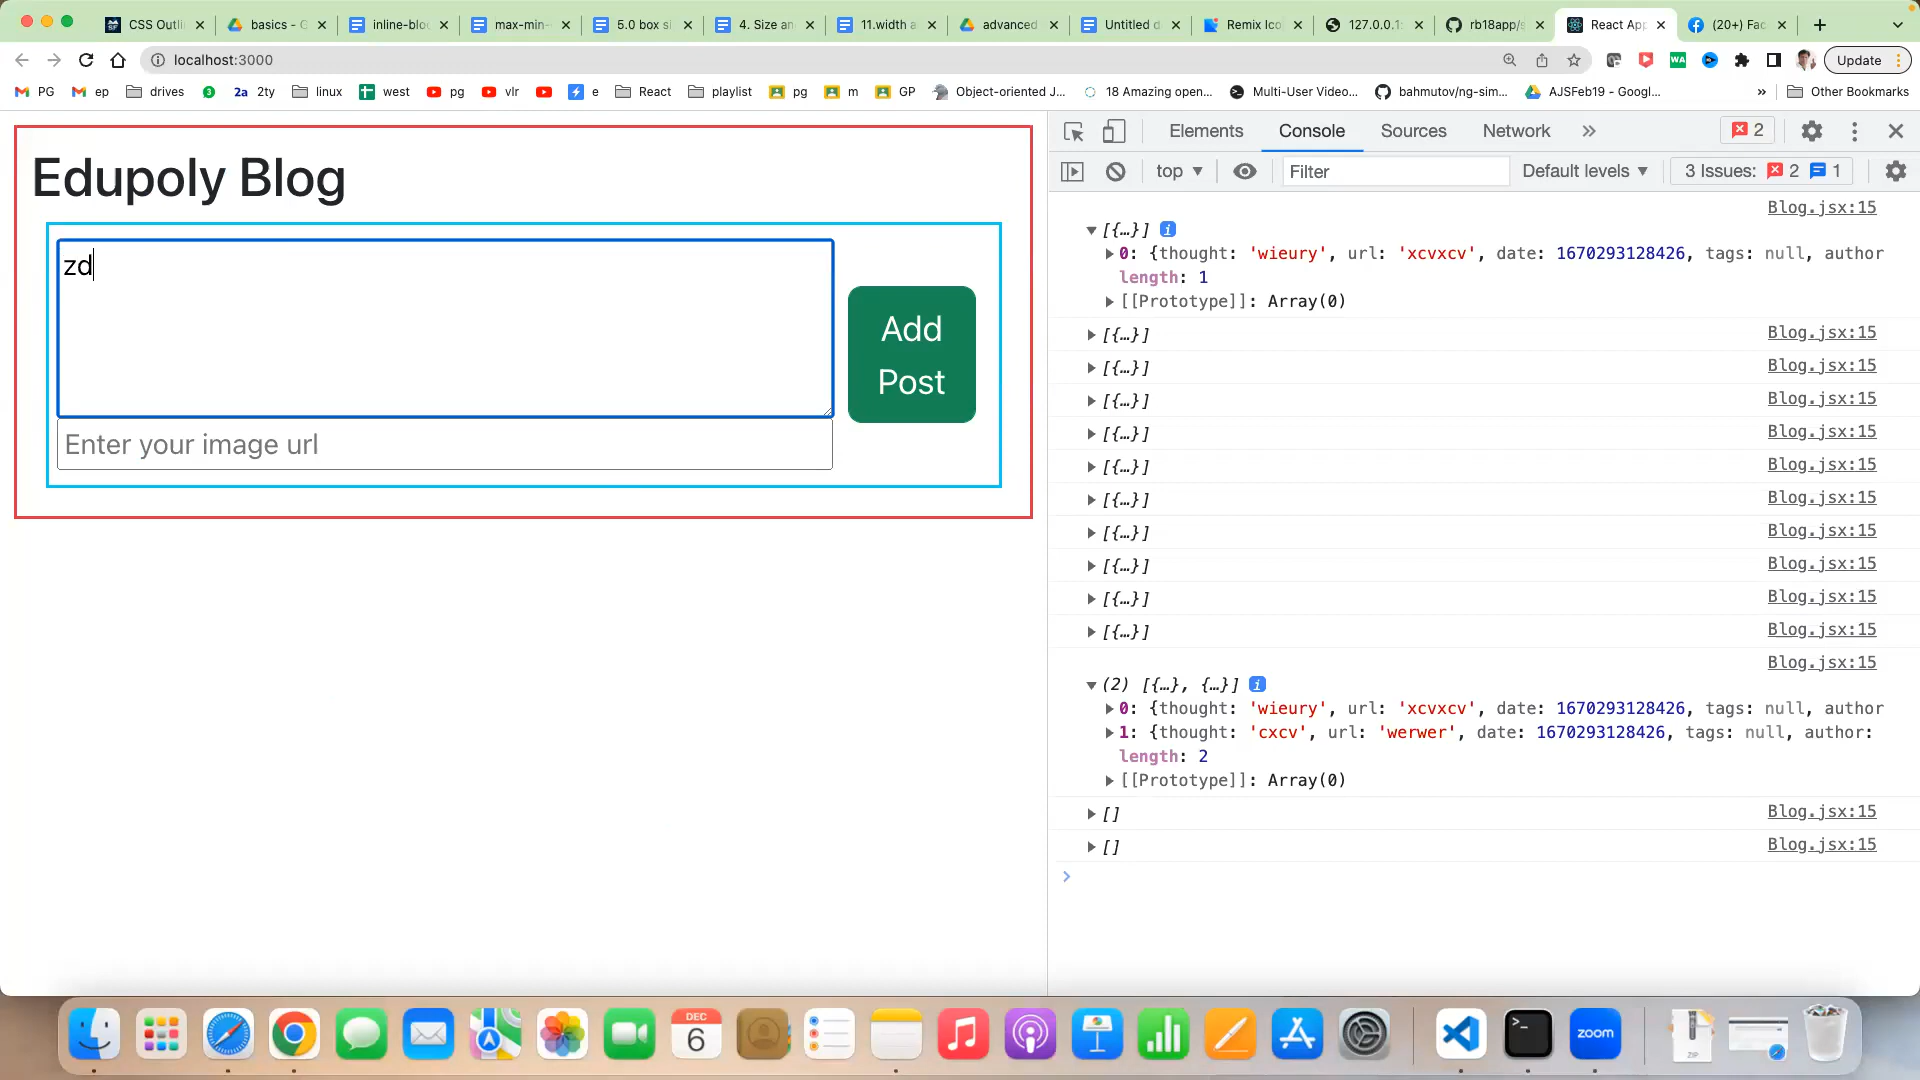 CSS Outli
basics - G
inline-blo
max-min-
5.0 box si
4. Size an
11.width a
advanced
Untitled d
Remix Ico
127.0.0.1:
rb18app/
React App
(20+) Fac
localhost:3000
Update
PG
ep
drives
2ty
linux
west
pg
vlr
e
React
playlist
pg
m
GP
Object-oriented J...
18 Amazing open...
Multi-User Video...
bahmutov/ng-sim...
AJSFeb19 - Googl...
»
Other Bookmarks
Edupoly Blog
zd
Add
Post
Enter your image url
Elements
Console
Sources
Network
»
2
top
Filter
Default levels
3 Issues: 2 1
Blog.jsx:15
[{…}]
0: {thought: 'wieury', url: 'xcvxcv', date: 1670293128426, tags: null, author
length: 1
[[Prototype]]: Array(0)
[{…}] Blog.jsx:15
[{…}] Blog.jsx:15
[{…}] Blog.jsx:15
[{…}] Blog.jsx:15
[{…}] Blog.jsx:15
[{…}] Blog.jsx:15
[{…}] Blog.jsx:15
[{…}] Blog.jsx:15
[{…}] Blog.jsx:15
[{…}] Blog.jsx:15
Blog.jsx:15
(2) [{…}, {…}]
0: {thought: 'wieury', url: 'xcvxcv', date: 1670293128426, tags: null, author
1: {thought: 'cxcv', url: 'werwer', date: 1670293128426, tags: null, author:
length: 2
[[Prototype]]: Array(0)
[] Blog.jsx:15
[] Blog.jsx:15
DEC
6
zoom
ZIP